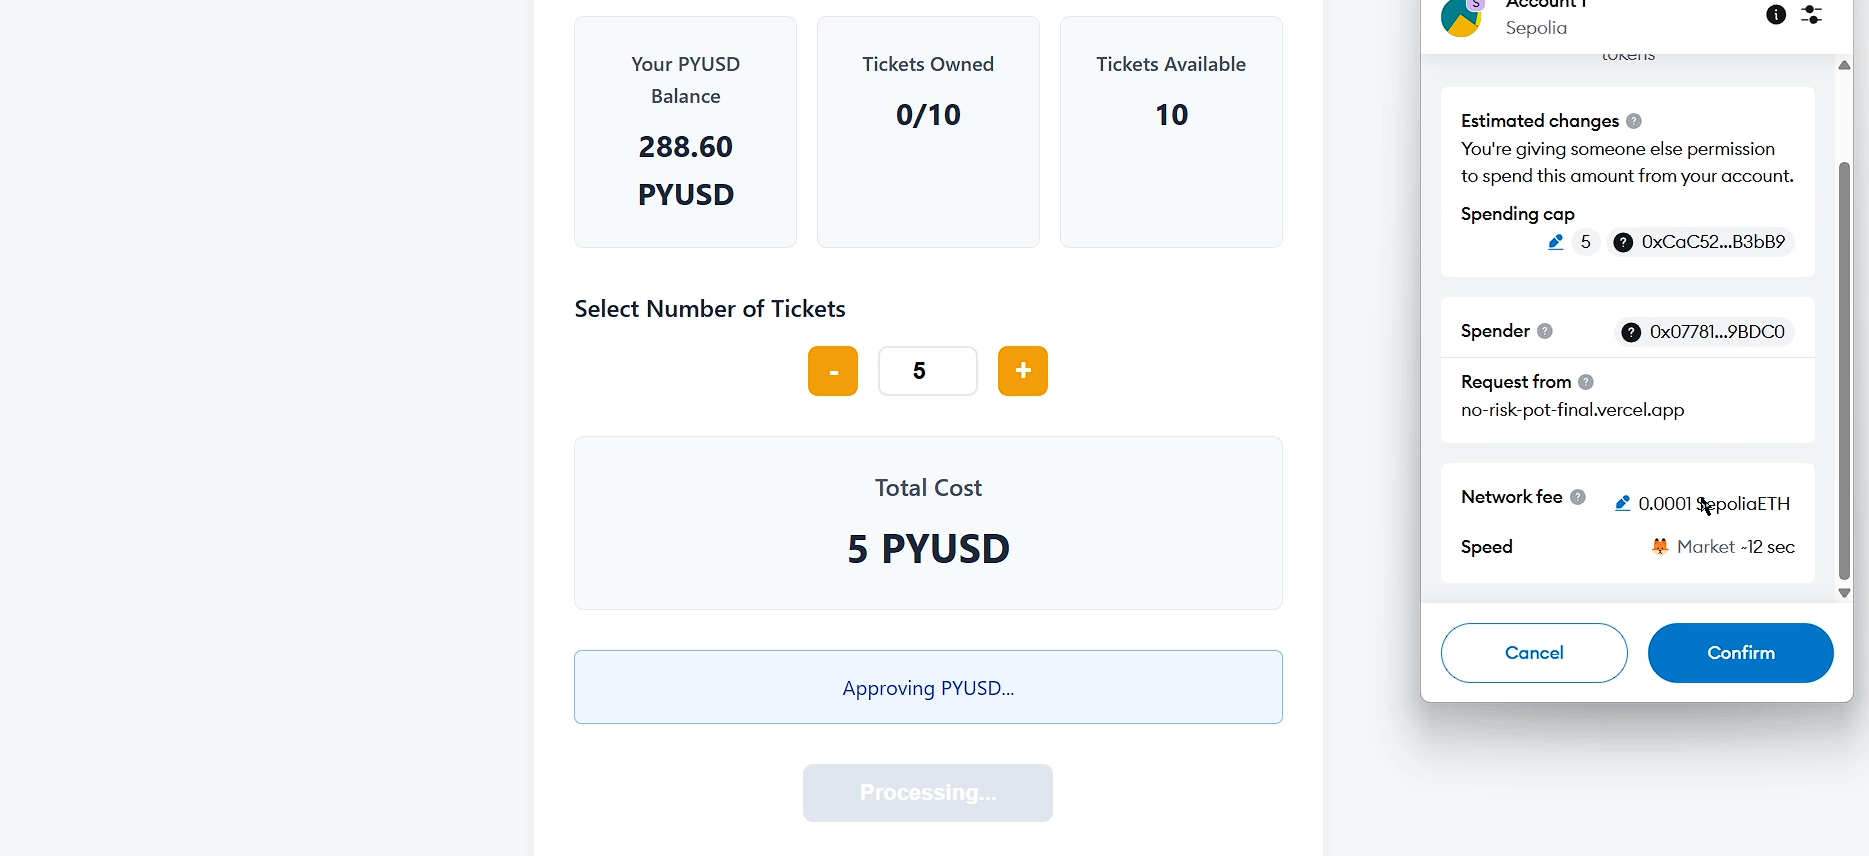 Your PYUSD
Balance
288.60
PYUSD
Tickets Owned
0/10
Tickets Available
10
Select Number of Tickets
-
5
+
Total Cost
5 PYUSD
Approving PYUSD...
Processing...
Account 1
Sepolia
tokens
Estimated changes
You're giving someone else permission
to spend this amount from your account.
Spending cap
5
0xCaC52...B3bB9
Spender
0x07781...9BDC0
Request from
no-risk-pot-final.vercel.app
Network fee
0.0001 SepoliaETH
Speed
Market ~12 sec
Cancel
Confirm